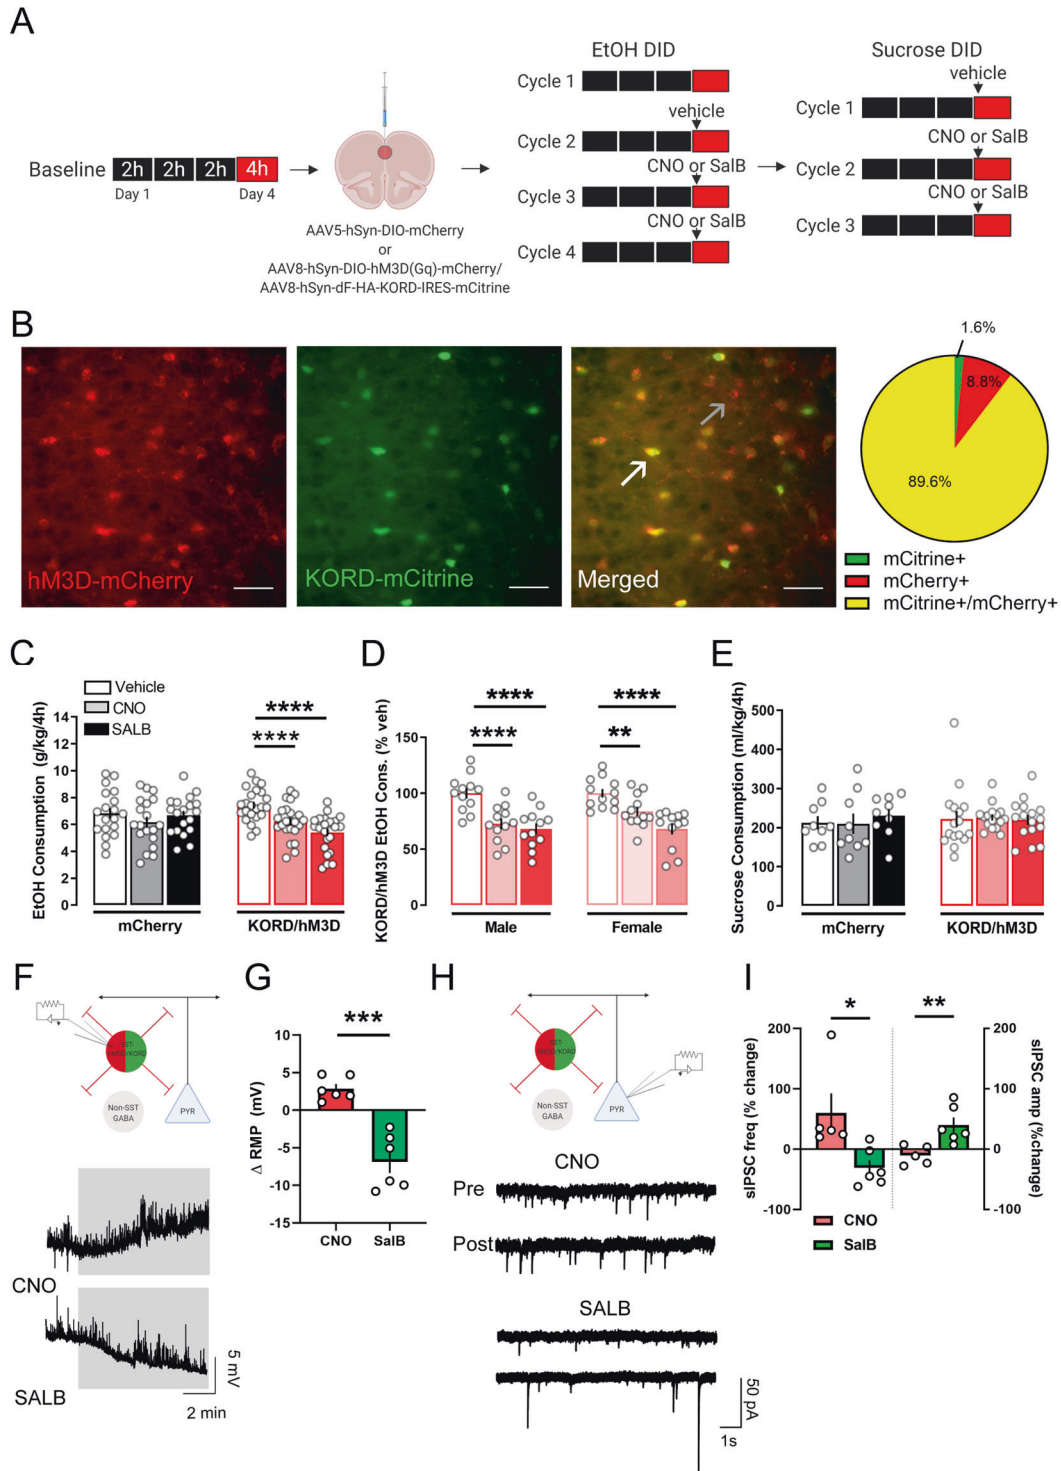 A
EtOH DID
Sucrose DID
Baseline
2h 2h 2h 4h
Day 1
Day 4
AAV5-hSyn-DIO-mCherry
or
AAV8-hSyn-DIO-hM3D(Gq)-mCherry/
AAV8-hSyn-dF-HA-KORD-IRES-mCitrine
Cycle 1
vehicle
Cycle 2
CNO or SalB
Cycle 3
CNO or SalB
Cycle 4
vehicle
Cycle 1
CNO or SalB
Cycle 2
CNO or SalB
Cycle 3
B
hM3D-mCherry
KORD-mCitrine
Merged
1.6%
8.8%
89.6%
mCitrine+
mCherry+
mCitrine+/mCherry+
C
Vehicle
CNO
SALB
EtOH Consumption (g/kg/4h)
14
12
10
8
6
4
2
0
****
****
mCherry
KORD/hM3D
D
KORD/hM3D EtOH Cons. (% veh)
150
100
50
0
****
****
****
**
Male
Female
E
Sucrose Consumption (ml/kg/4h)
500
400
300
200
100
0
mCherry
KORD/hM3D
F
SST-
hM3D/KORD
Non-SST
GABA
PYR
CNO
SALB
5 mV
2 min
G
Δ RMP (mV)
10
5
0
-5
-10
-15
***
CNO
SalB
H
SST-
hM3D/KORD
Non-SST
GABA
PYR
CNO
Pre
Post
SALB
50 pA
1s
I
sIPSC freq (% change)
200
100
0
-100
*
**
200
100
0
-100
sIPSC amp (%change)
CNO
SalB